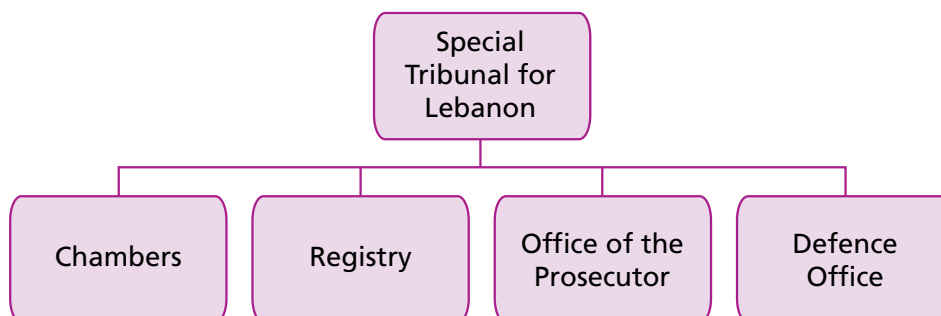 Special
Tribunal for
Lebanon
Chambers
Registry
Office of the
Prosecutor
Defence
Office